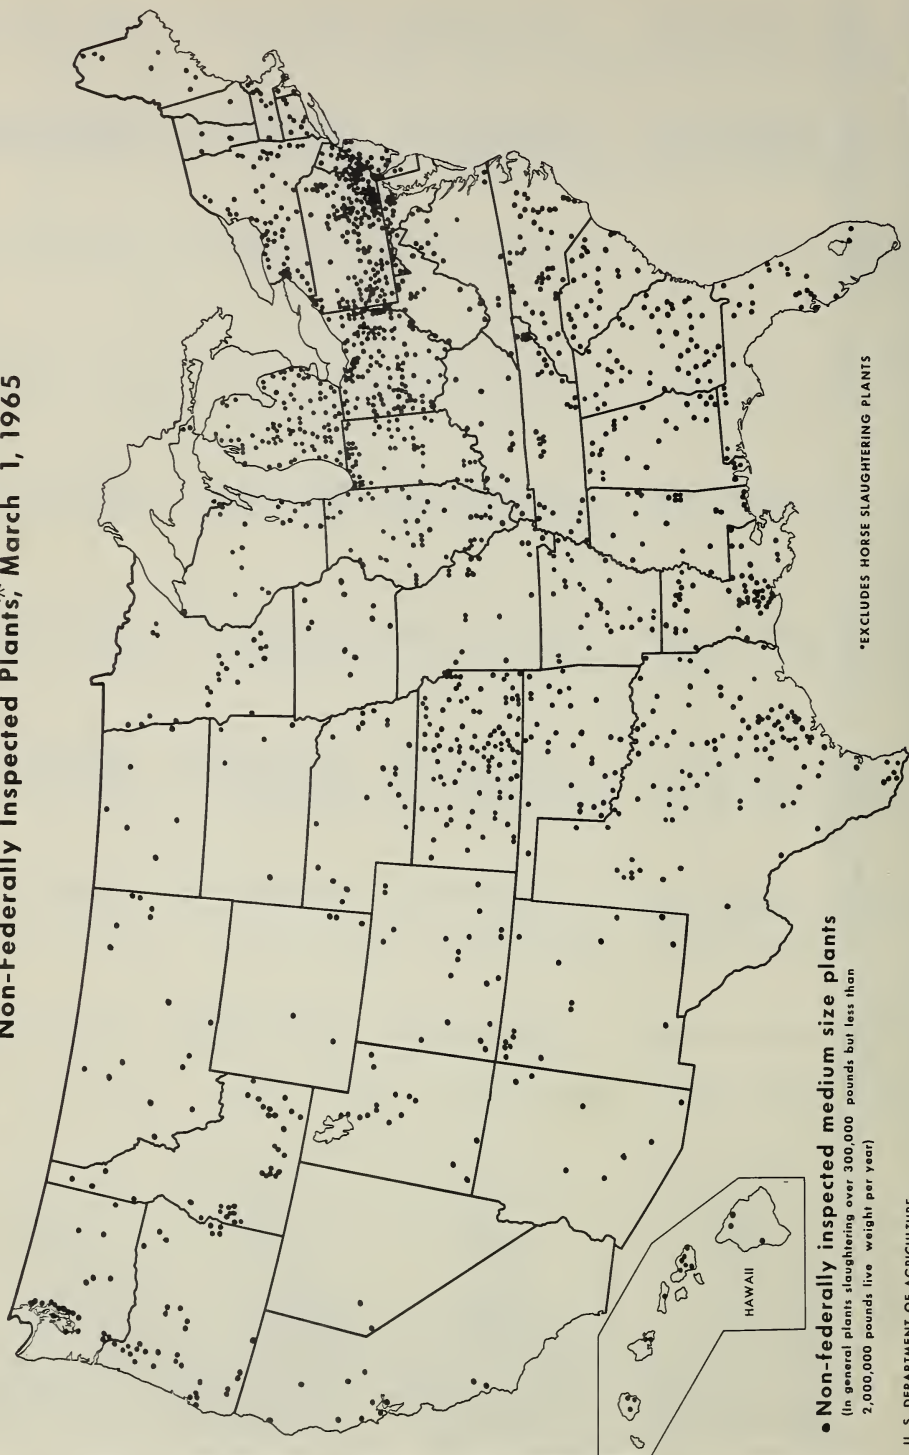 Non-Federally Inspected Plants,* March 1, 1965
HAWAII
*EXCLUDES HORSE SLAUGHTERING PLANTS
● Non-federally inspected medium size plants
(In general plants slaughtering over 300,000 pounds but less than
2,000,000 pounds live weight per year)
U. S. DEPARTMENT OF AGRICULTURE